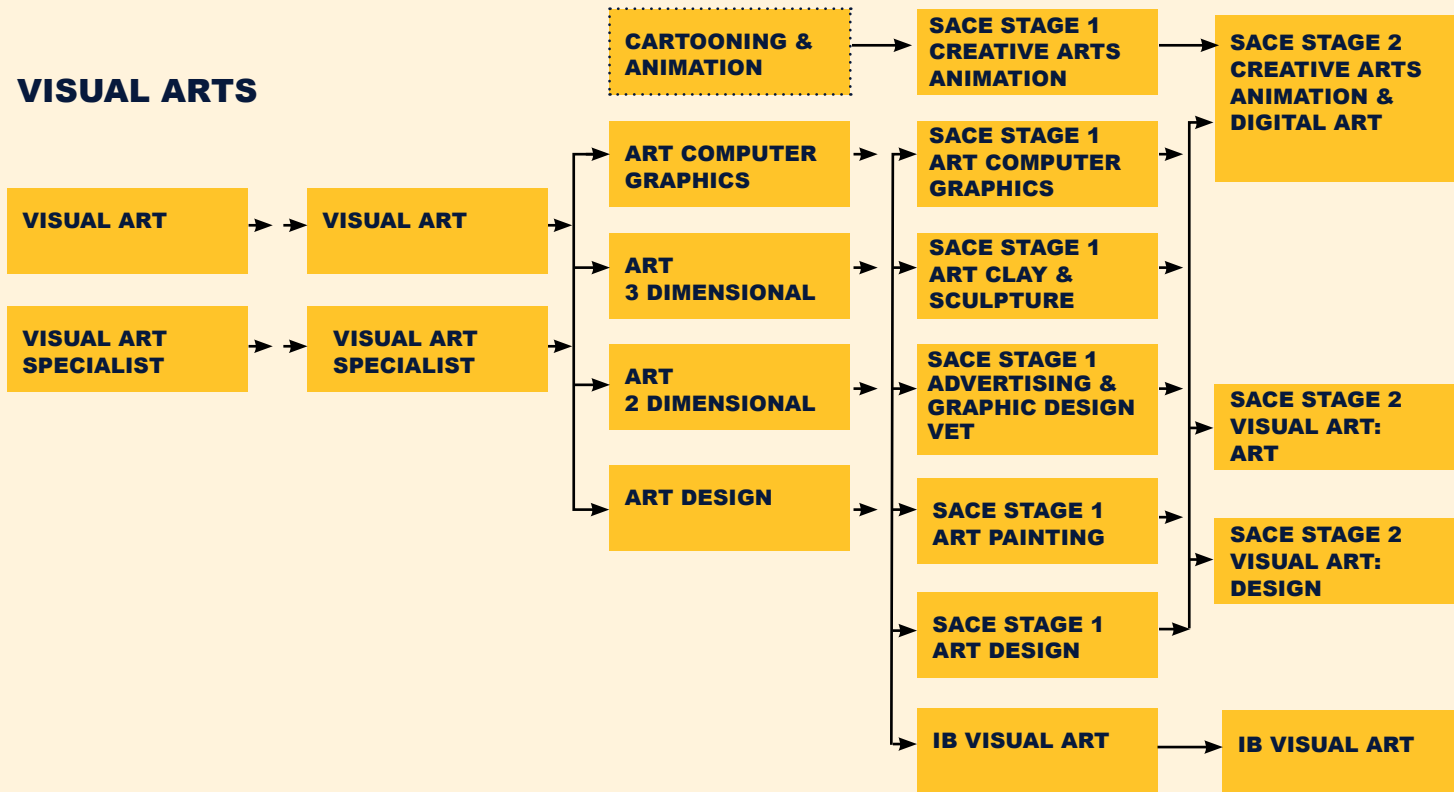 VISUAL ARTS
VISUAL ART
VISUAL ART
SPECIALIST
VISUAL ART
VISUAL ART
SPECIALIST
CARTOONING &
ANIMATION
ART COMPUTER
GRAPHICS
ART
3 DIMENSIONAL
ART
2 DIMENSIONAL
ART DESIGN
SACE STAGE 1
CREATIVE ARTS
ANIMATION
SACE STAGE 1
ART COMPUTER
GRAPHICS
SACE STAGE 1
ART CLAY &
SCULPTURE
SACE STAGE 1
ADVERTISING &
GRAPHIC DESIGN
VET
SACE STAGE 1
ART PAINTING
SACE STAGE 1
ART DESIGN
IB VISUAL ART
SACE STAGE 2
CREATIVE ARTS
ANIMATION &
DIGITAL ART
SACE STAGE 2
VISUAL ART:
ART
SACE STAGE 2
VISUAL ART:
DESIGN
IB VISUAL ART